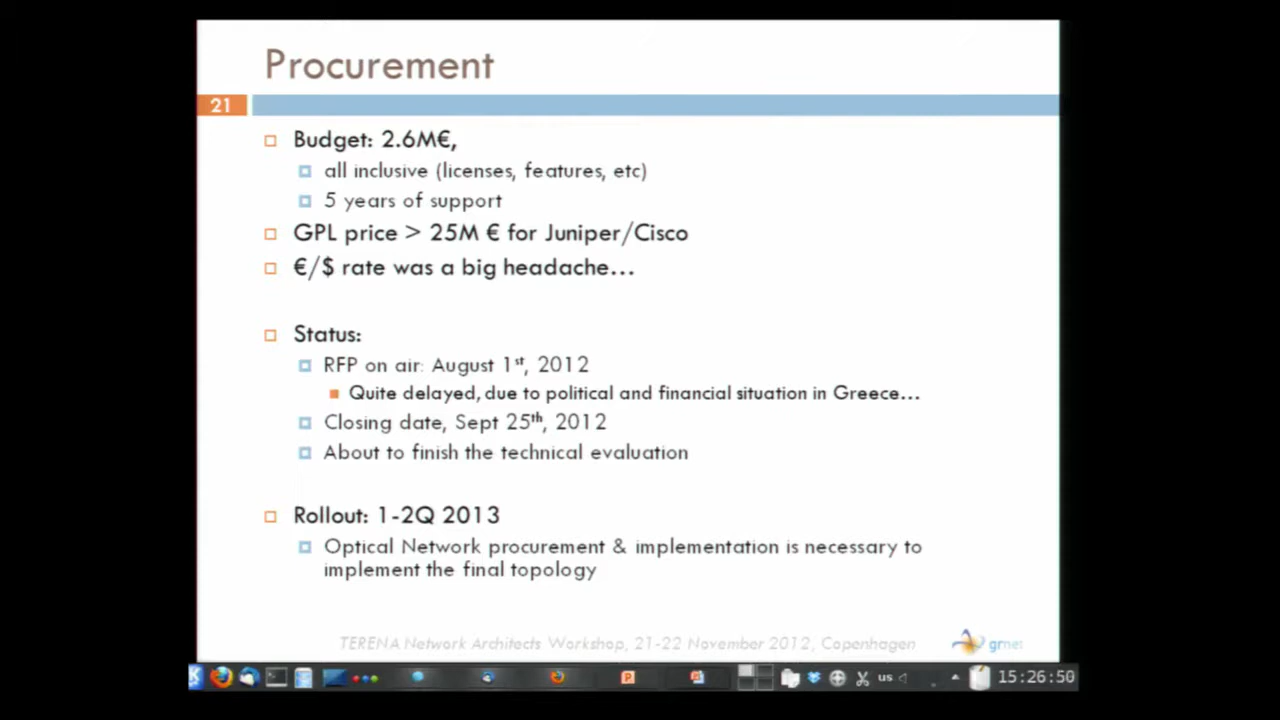 Procurement
21
Budget: 2.6M€,
all inclusive (licenses, features, etc)
5 years of support
GPL price > 25M € for Juniper/Cisco
€/$ rate was a big headache...
Status:
RFP on air: August 1st, 2012
Quite delayed, due to political and financial situation in Greece...
Closing date, Sept 25th, 2012
About to finish the technical evaluation
Rollout: 1-2Q 2013
Optical Network procurement & implementation is necessary to
implement the final topology
TERENA Network Architects Workshop, 21-22 November 2012, Copenhagen
grnet
us
15:26:50